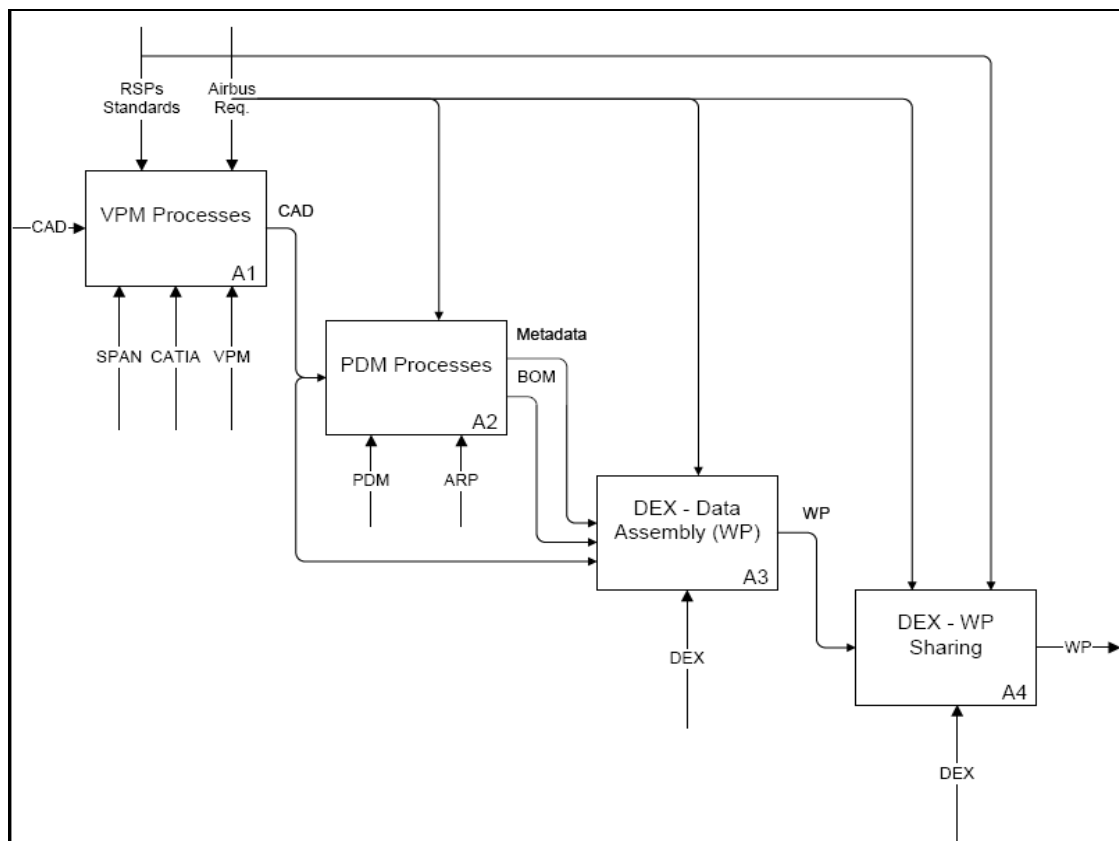 RSPs
Standards
Airbus
Req.
CAD
VPM Processes
A1
CAD
SPAN
CATIA
VPM
PDM Processes
A2
Metadata
BOM
PDM
ARP
DEX - Data
Assembly (WP)
A3
WP
DEX
DEX - WP
Sharing
A4
WP
DEX